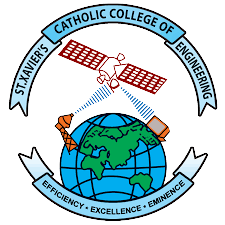 ST.XAVIER'S CATHOLIC COLLEGE OF ENGINEERING
EFFICIENCY • EXCELLENCE • EMINENCE